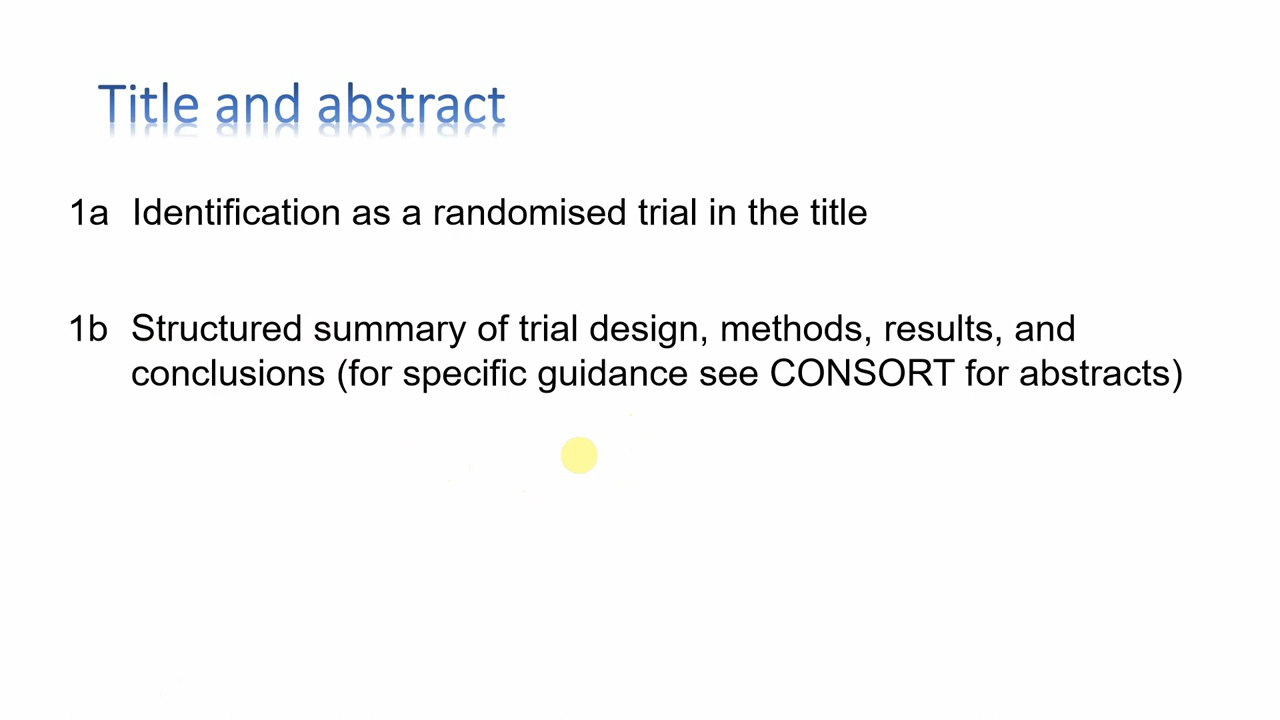 Title and abstract
1a Identification as a randomised trial in the title
1b Structured summary of trial design, methods, results, and
conclusions (for specific guidance see CONSORT for abstracts)